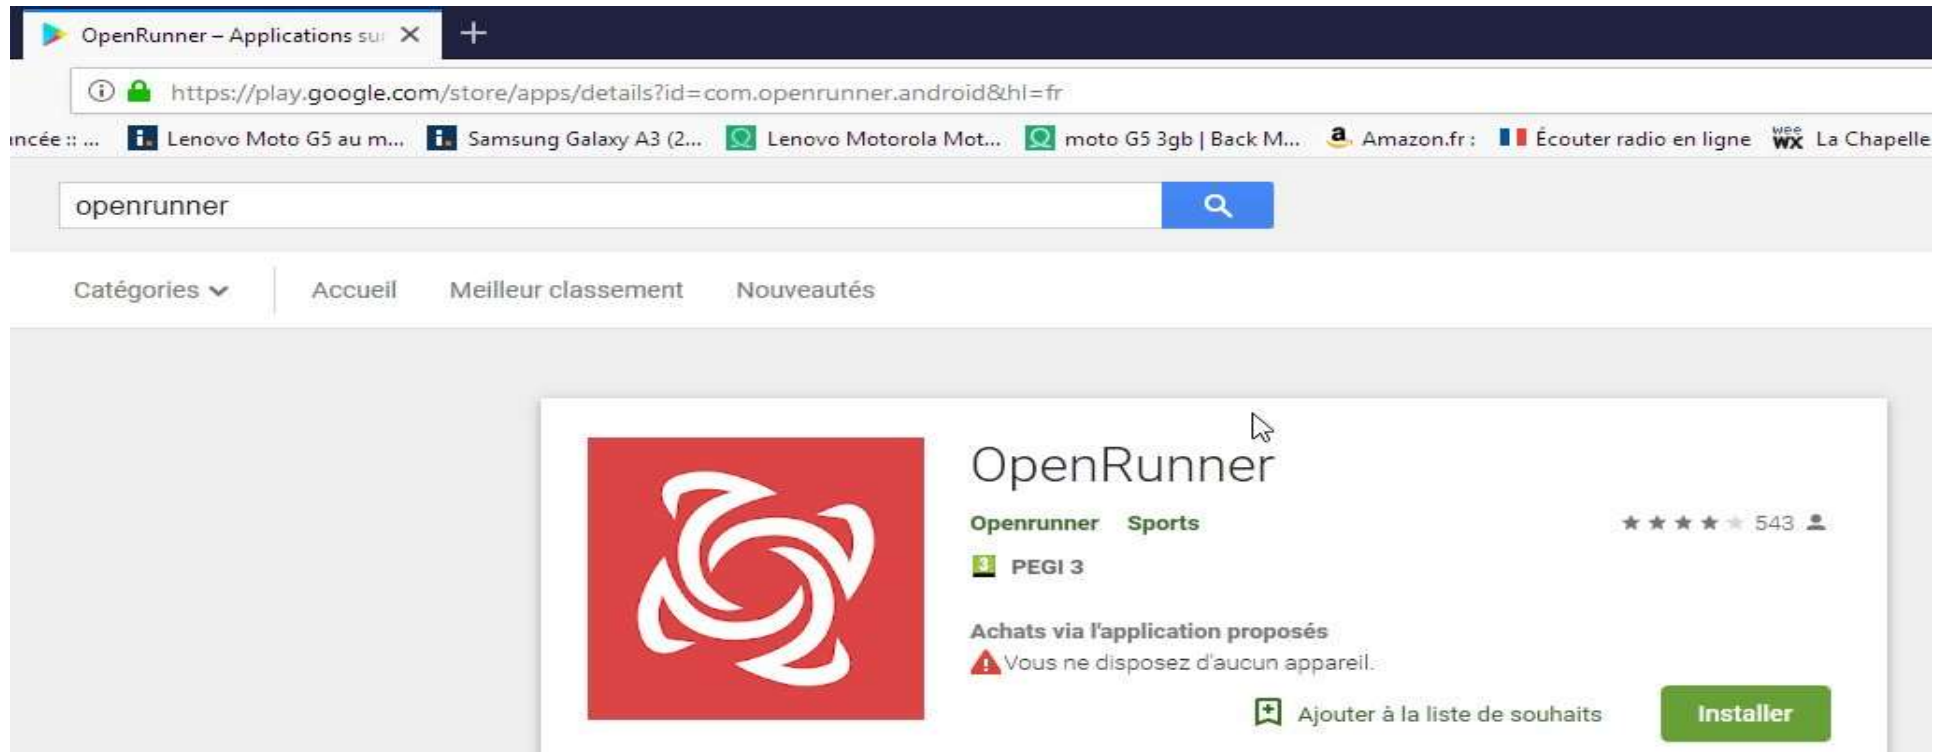 OpenRunner – Applications su
https://play.google.com/store/apps/details?id=com.openrunner.android&hl=fr
ncée :: ... i. Lenovo Moto G5 au m... i. Samsung Galaxy A3 (2... Lenovo Motorola Mot... moto G5 3gb | Back M... a Amazon.fr : Écouter radio en ligne wee wx La Chapelle
openrunner
Catégories Accueil Meilleur classement Nouveautés
OpenRunner
Openrunner Sports 543
3 PEGI 3
Achats via l'application proposés
Vous ne disposez d'aucun appareil.
Ajouter à la liste de souhaits Installer